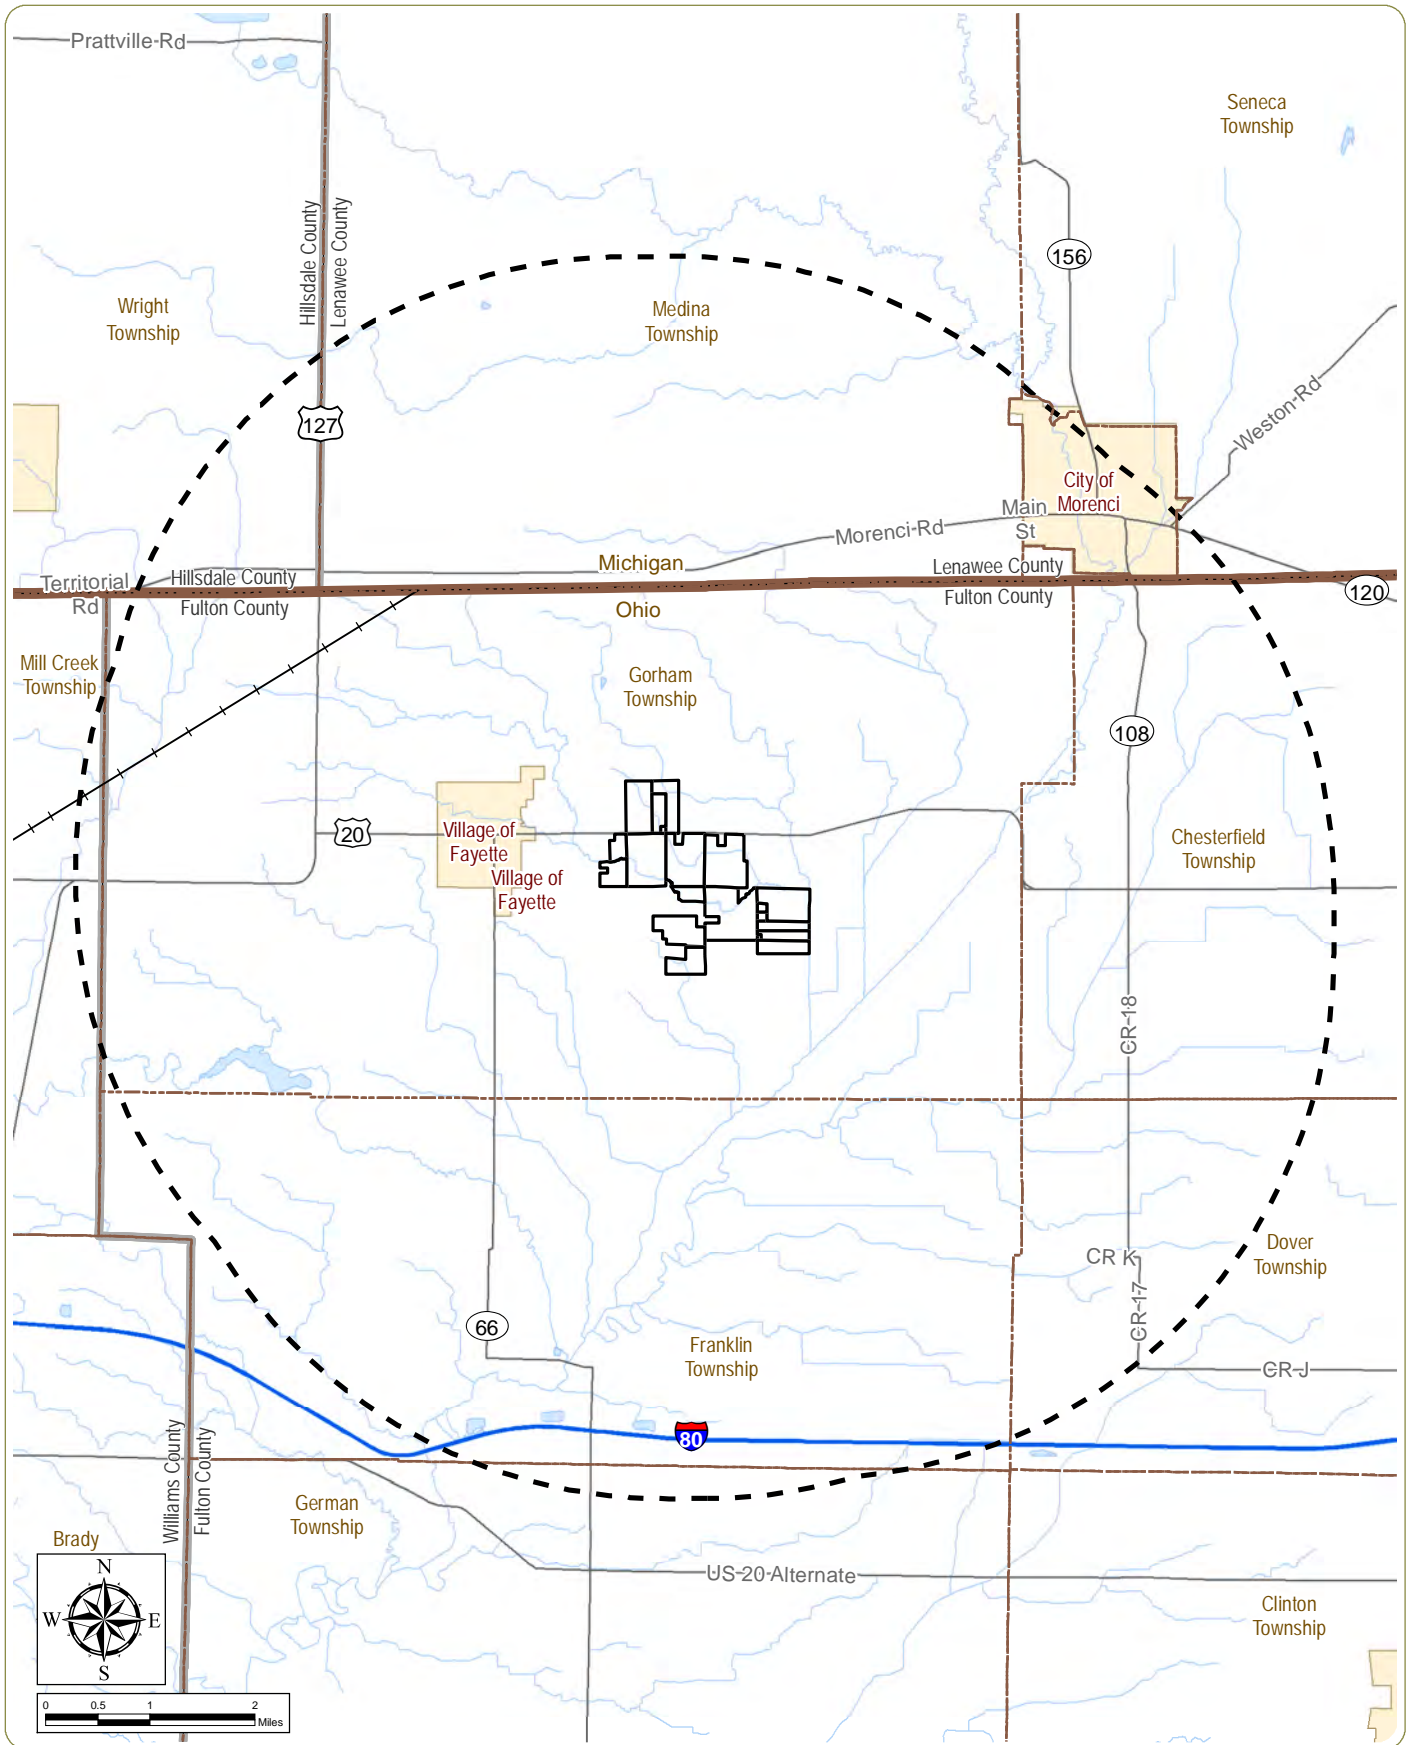 Prattville-Rd
Seneca
Township
Hillsdale County
Lenawee County
156
Wright
Township
Medina
Township
127
Weston-Rd
City of
Morenci
Main
St
Morenci-Rd
Michigan
Lenawee County
Hillsdale County
Territorial
Rd
Fulton County
Fulton County
Ohio
120
Mill Creek
Township
Gorham
Township
108
20
Village of
Fayette
Village of
Fayette
Chesterfield
Township
CR-18
Dover
Township
CR K
CR-17
66
Franklin
Township
CR-J
80
Williams County
Fulton County
German
Township
Brady
US-20-Alternate
Clinton
Township
N
W
E
S
0
0.5
1
2
Miles